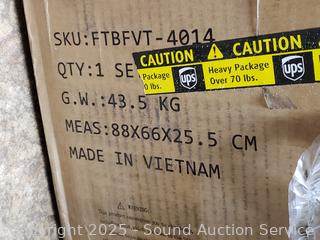 SKU:FTBFVT-4014
CAUTION ⚠ CAUTION
Package
0 lbs.
ups
Heavy Package
Over 70 lbs.
ups
QTY:1 SE
G.W.:43.5 KG
MEAS:88X66X25.5 CM
MADE IN VIETNAM
WARNING:
Copyright 2025 - Sound Auction Service